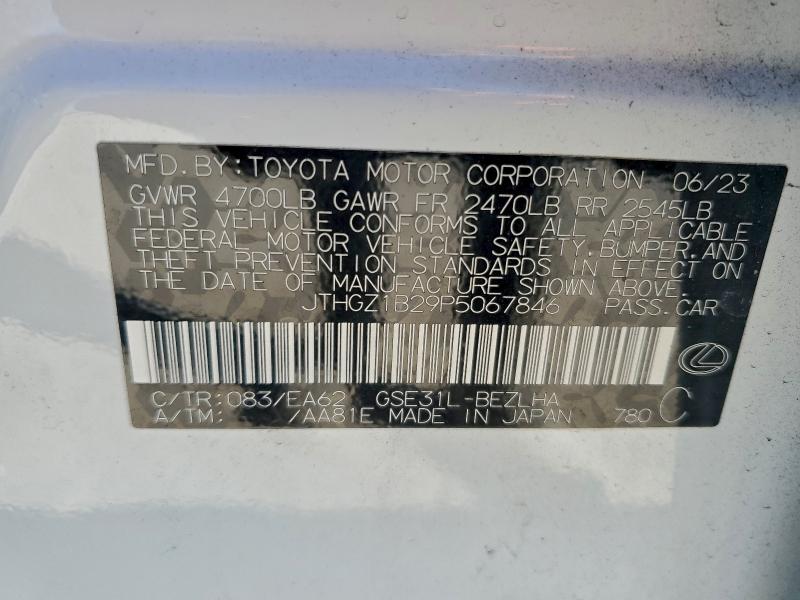 MFD. BY: TOYOTA MOTOR CORPORATION 06/23
GVWR 4700LB GAWR FR 2470LB RR 2545LB
THIS VEHICLE CONFORMS TO ALL APPLICABLE
FEDERAL MOTOR VEHICLE SAFETY, BUMPER, AND
THEFT PREVENTION STANDARDS IN EFFECT ON
THE DATE OF MANUFACTURE SHOWN ABOVE.
JTHGZ1B29P5067846 PASS. CAR
C/TR: 083/EA62 GSE31L-BEZLHA
A/TM: /AA81E MADE IN JAPAN 780 C